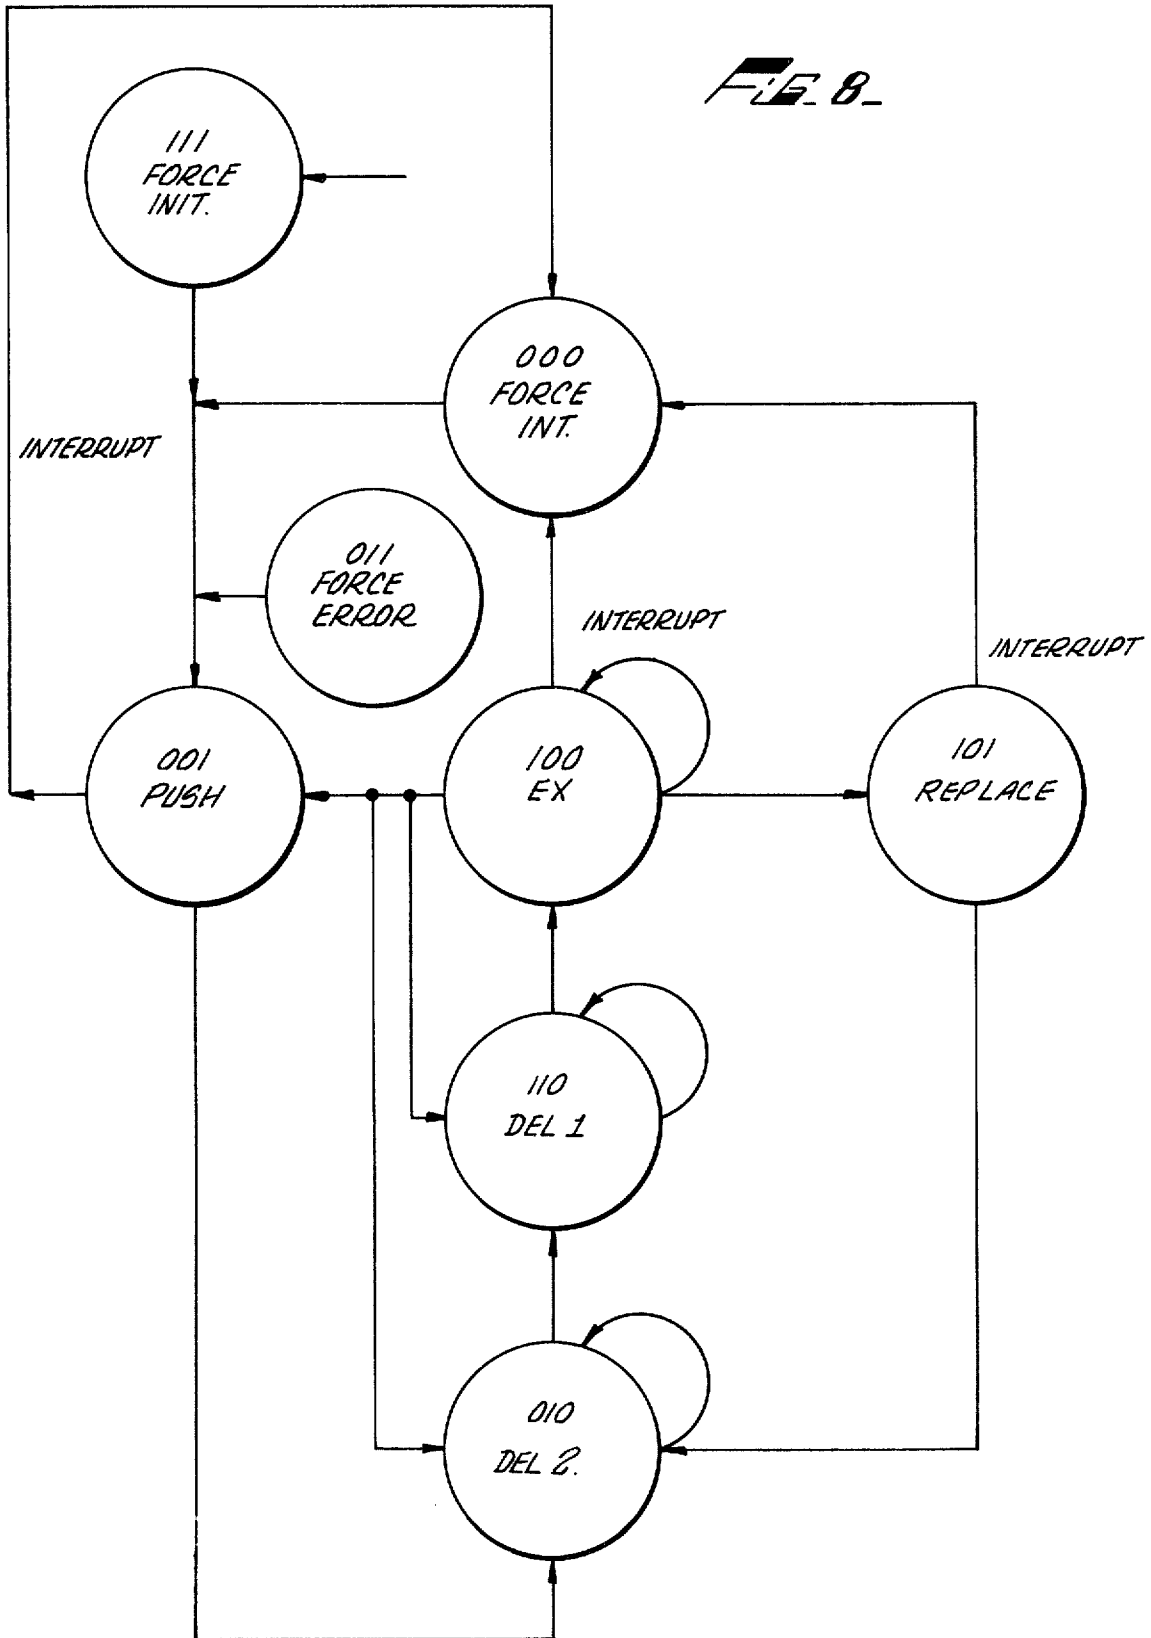 FIG. 8
111
FORCE
INIT.
000
FORCE
INT.
INTERRUPT
011
FORCE
ERROR
INTERRUPT
INTERRUPT
001
PUSH
100
EX
101
REPLACE
110
DEL 1
010
DEL 2.